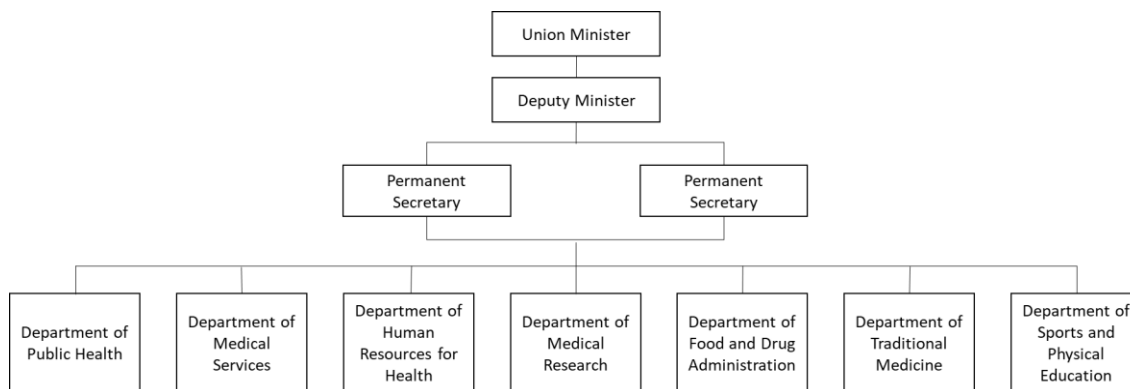 Union Minister
Deputy Minister
Permanent
Secretary
Permanent
Secretary
Department of
Public Health
Department of
Medical
Services
Department of
Human
Resources for
Health
Department of
Medical
Research
Department of
Food and Drug
Administration
Department of
Traditional
Medicine
Department of
Sports and
Physical
Education